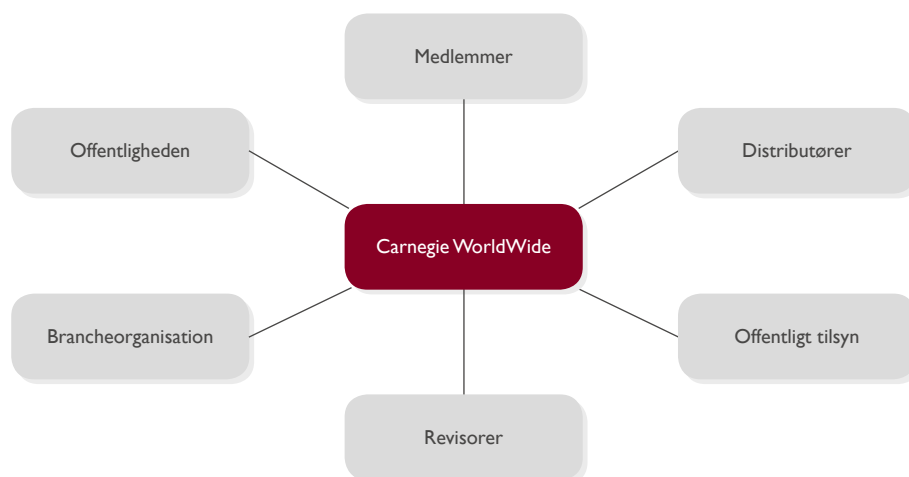 Medlemmer
Offentligheden
Distributører
Carnegie WorldWide
Brancheorganisation
Offentligt tilsyn
Revisorer